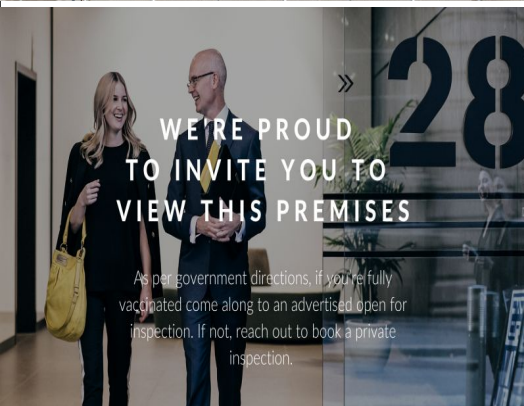 28
WE'RE PROUD
TO INVITE YOU TO
VIEW THIS PREMISES
As per government directions, if you're fully
vaccinated come along to an advertised open for
inspection. If not, reach out to book a private
inspection.